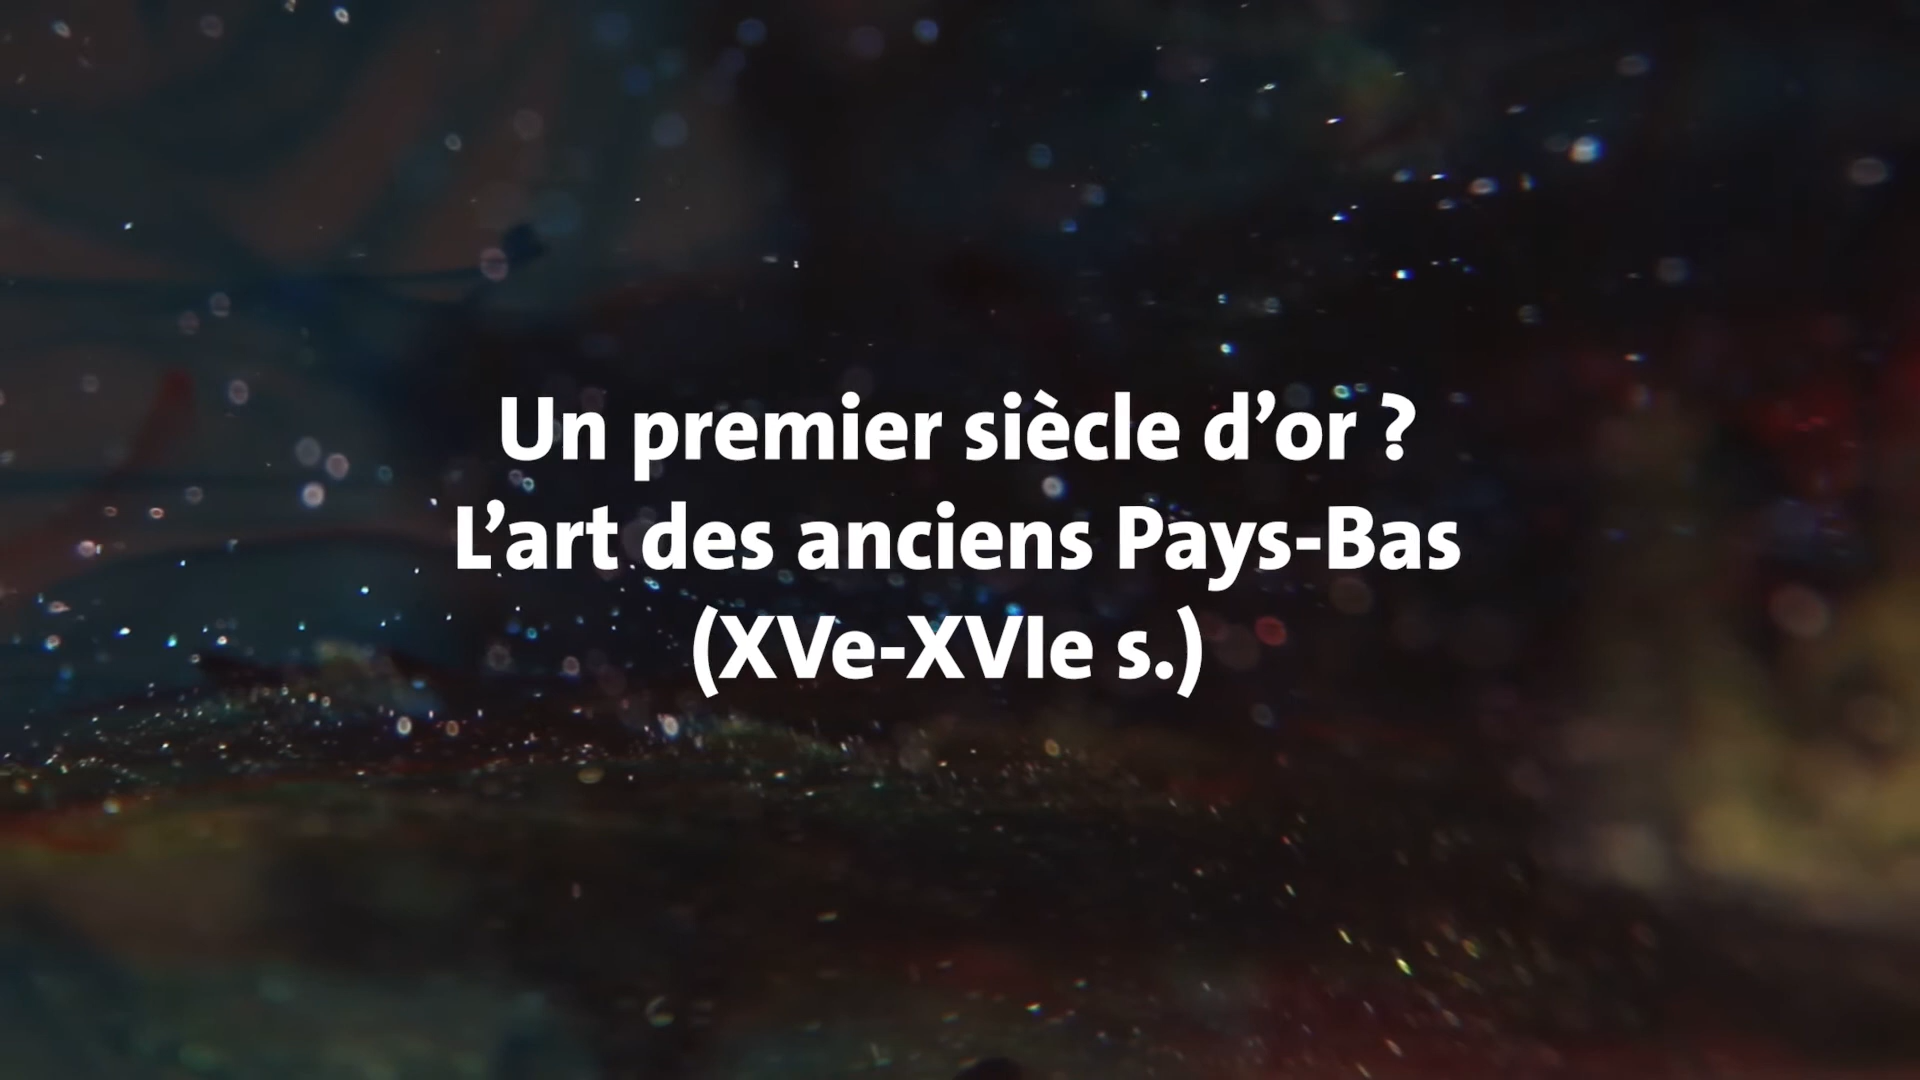 Un premier siècle d’or ?
L’art des anciens Pays-Bas
(XVe-XVIe s.)